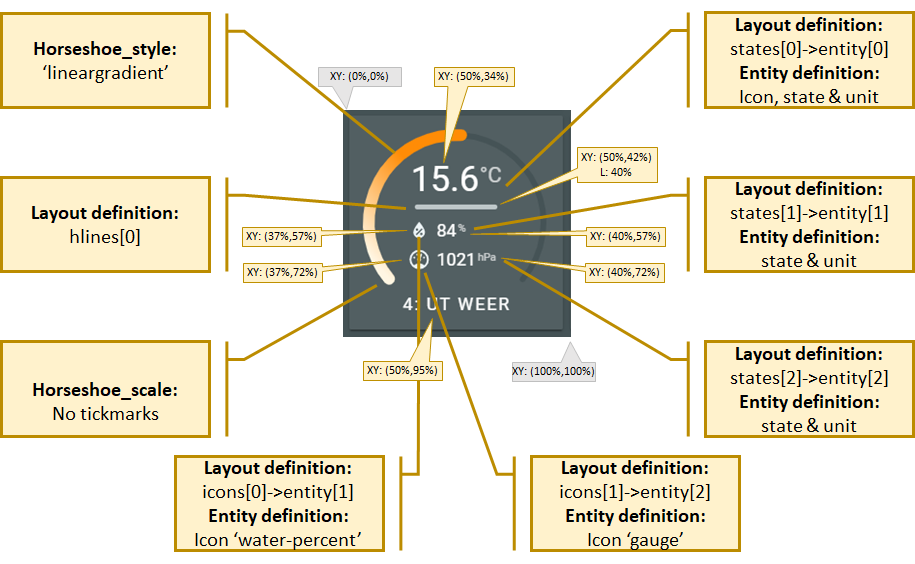 Horseshoe_style:
‘lineargradient’
Layout definition:
states[0]->entity[0]
Entity definition:
Icon, state & unit
XY: (0%,0%)
XY: (50%,34%)
15.6°C
XY: (50%,42%)
L: 40%
Layout definition:
hlines[0]
XY: (37%,57%)
84%
XY: (40%,57%)
Layout definition:
states[1]->entity[1]
Entity definition:
state & unit
XY: (37%,72%)
1021hPa
XY: (40%,72%)
4: UT WEER
Horseshoe_scale:
No tickmarks
XY: (50%,95%)
XY: (100%,100%)
Layout definition:
states[2]->entity[2]
Entity definition:
state & unit
Layout definition:
icons[0]->entity[1]
Entity definition:
Icon ‘water-percent’
Layout definition:
icons[1]->entity[2]
Entity definition:
Icon ‘gauge’